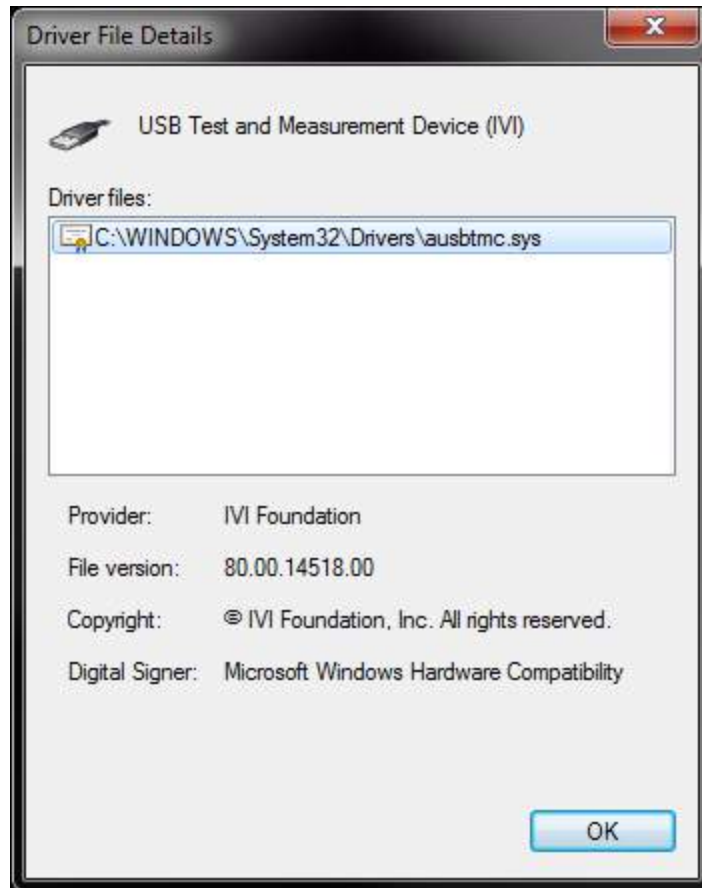 Driver File Details
USB Test and Measurement Device (IVI)
Driver files:
C:\WINDOWS\System32\Drivers\ausbtmc.sys
Provider: IVI Foundation
File version: 80.00.14518.00
Copyright: © IVI Foundation, Inc. All rights reserved.
Digital Signer: Microsoft Windows Hardware Compatibility
OK